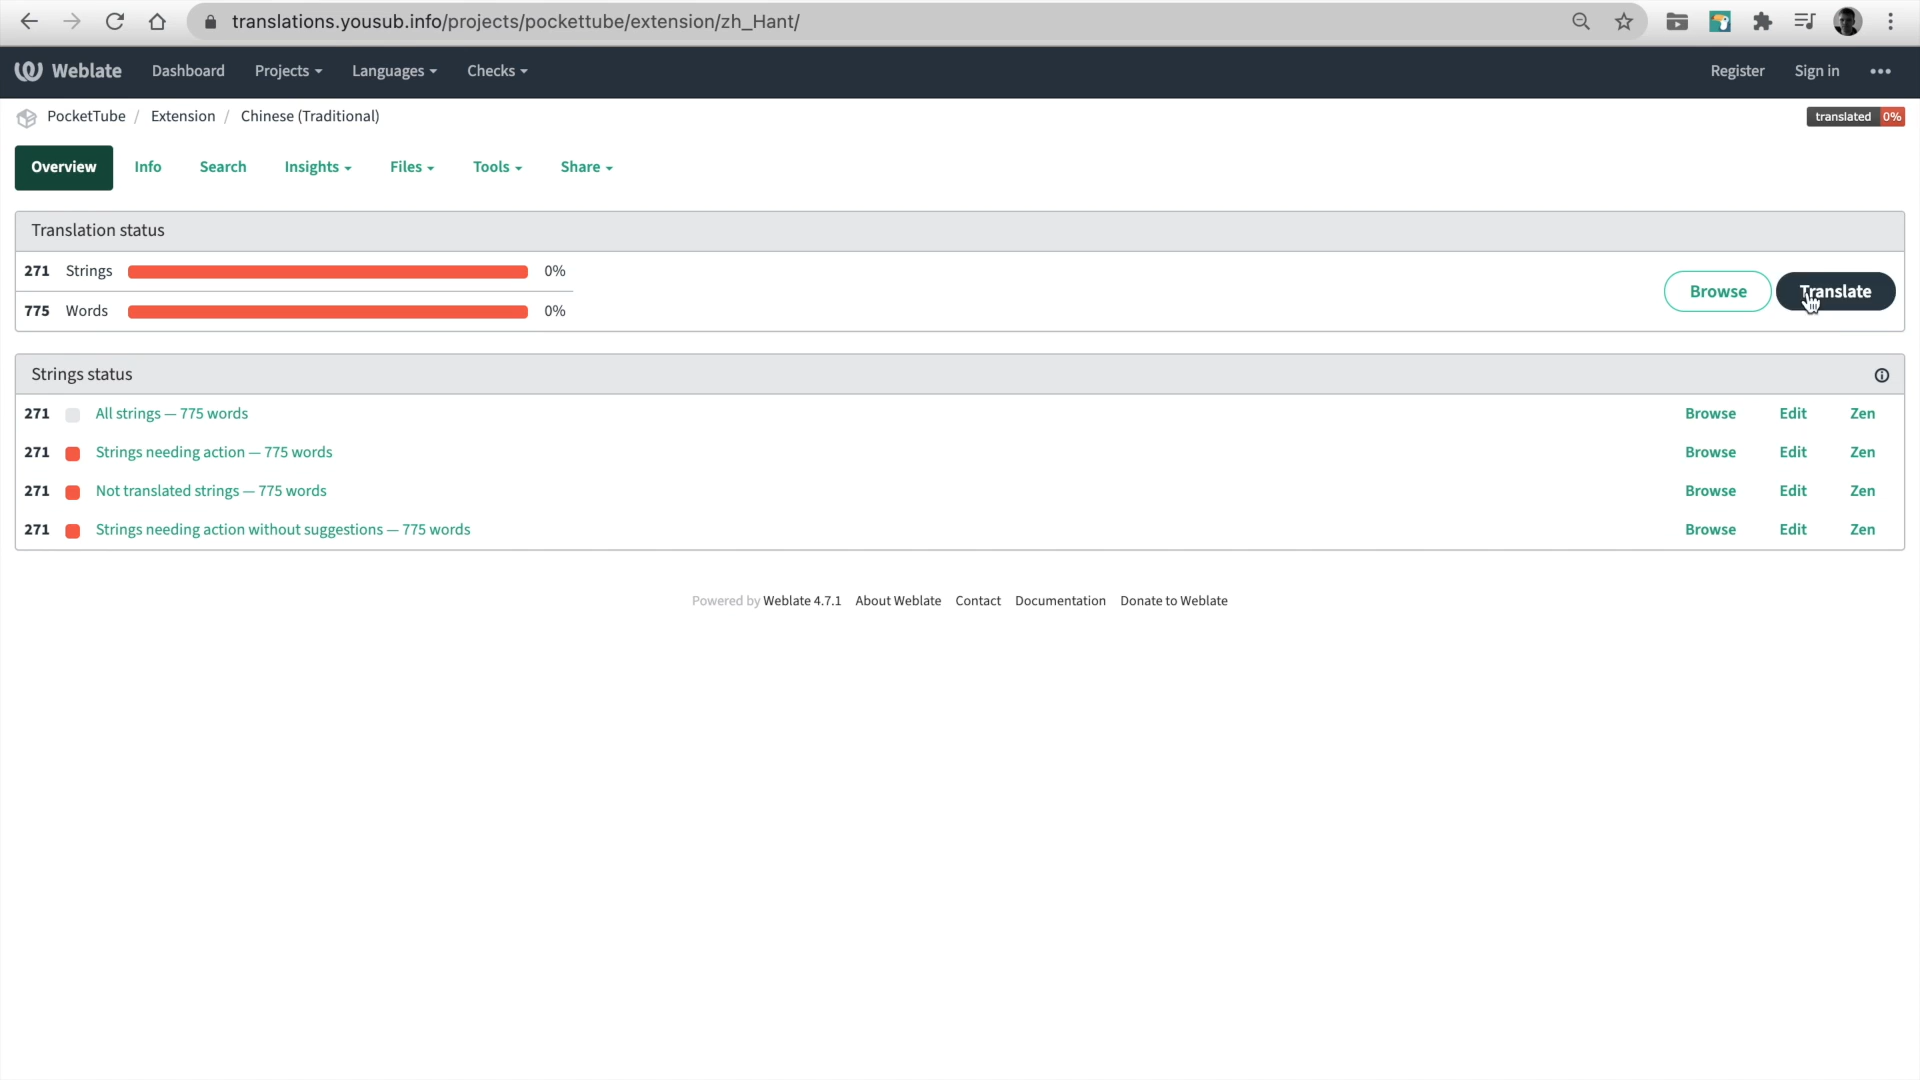 translations.yousub.info/projects/pockettube/extension/zh_Hant/
Weblate Dashboard Projects Languages Checks Register Sign in
PocketTube / Extension / Chinese (Traditional) translated 0%
Overview Info Search Insights Files Tools Share
Translation status
271 Strings 0%
Browse Translate
775 Words 0%
Strings status
271 All strings — 775 words Browse Edit Zen
271 Strings needing action — 775 words Browse Edit Zen
271 Not translated strings — 775 words Browse Edit Zen
271 Strings needing action without suggestions — 775 words Browse Edit Zen
Powered by Weblate 4.7.1 About Weblate Contact Documentation Donate to Weblate